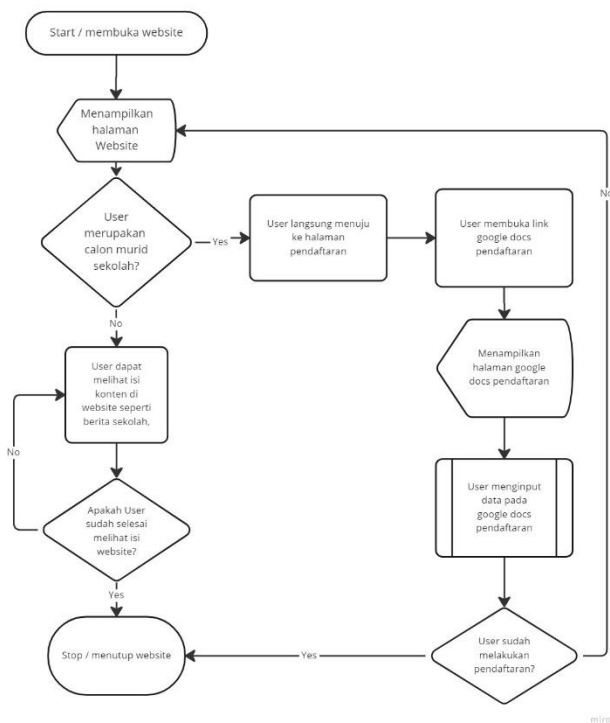 Start / membuka website
Menampilkan
halaman
Website
User
merupakan
calon murid
sekolah?
Yes
User langsung menuju
ke halaman
pendaftaran
User membuka link
google docs
pendaftaran
No
No
User dapat
melihat isi
konten di
website seperti
berita sekolah,
Menampilkan
halaman google
docs pendaftaran
No
Apakah User
sudah selesai
melihat isi
website?
User menginput
data pada
google docs
pendaftaran
Yes
Stop / menutup website
Yes
User sudah
melakukan
pendaftaran?
miro